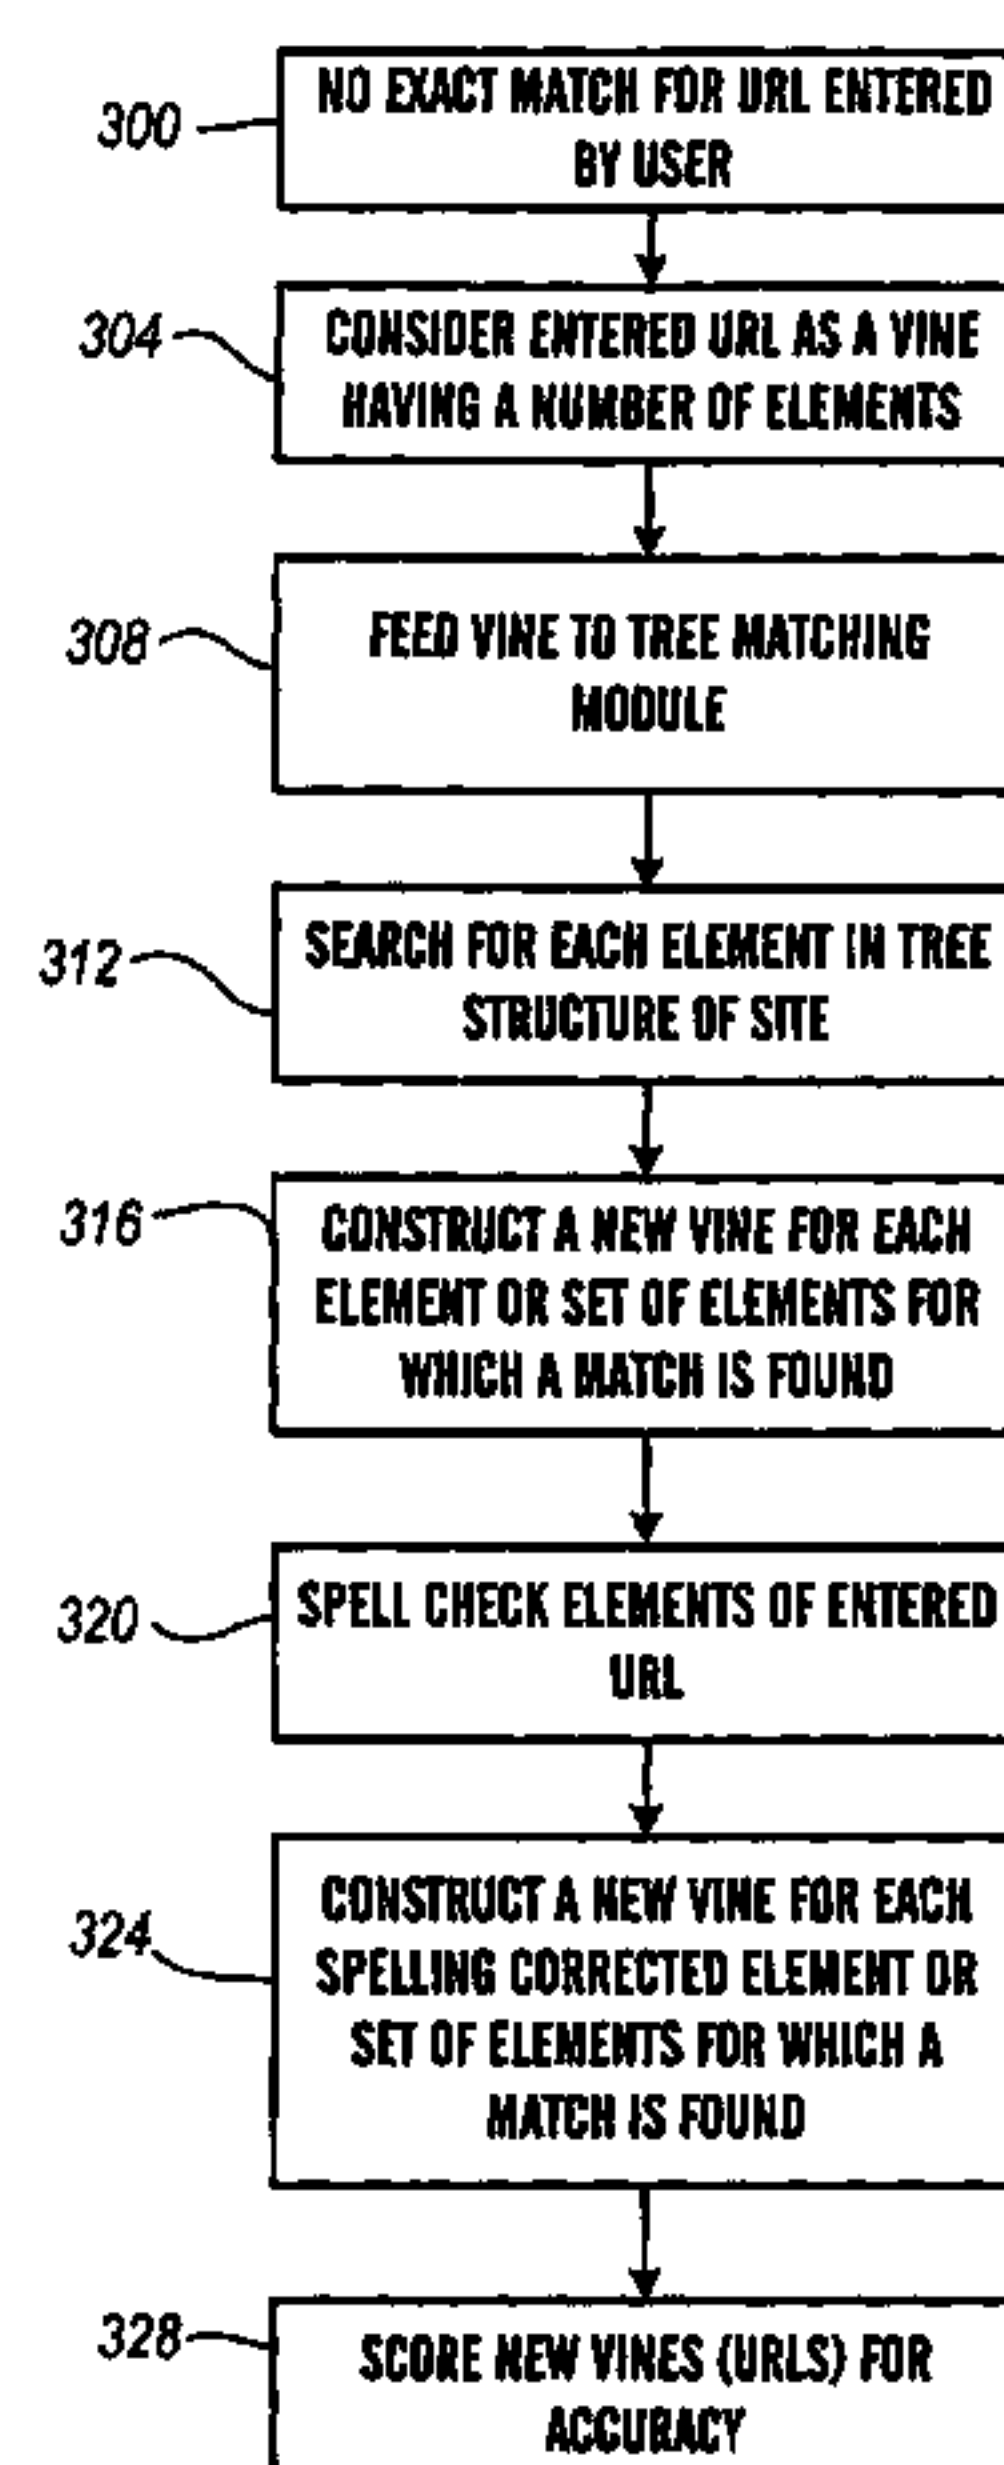 300
NO EXACT MATCH FOR URL ENTERED
BY USER
304
CONSIDER ENTERED URL AS A VINE
HAVING A NUMBER OF ELEMENTS
308
FEED VINE TO TREE MATCHING
MODULE
312
SEARCH FOR EACH ELEMENT IN TREE
STRUCTURE OF SITE
316
CONSTRUCT A NEW VINE FOR EACH
ELEMENT OR SET OF ELEMENTS FOR
WHICH A MATCH IS FOUND
320
SPELL CHECK ELEMENTS OF ENTERED
URL
324
CONSTRUCT A NEW VINE FOR EACH
SPELLING CORRECTED ELEMENT OR
SET OF ELEMENTS FOR WHICH A
MATCH IS FOUND
328
SCORE NEW VINES (URLS) FOR
ACCURACY